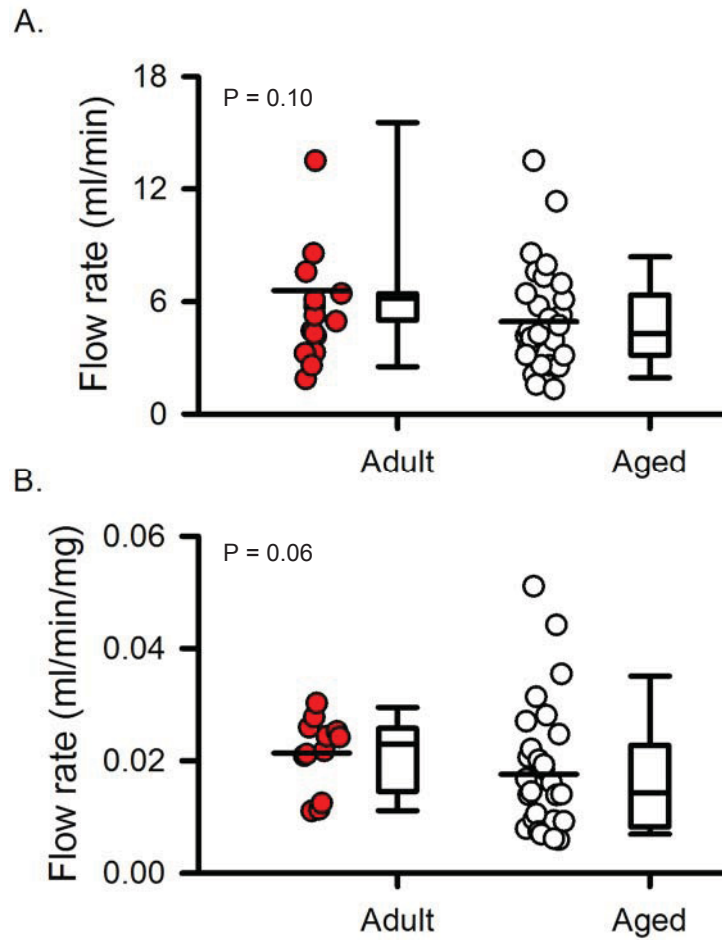 A.
Flow rate (ml/min)
18
12
6
0
P = 0.10
Adult
Aged
B.
Flow rate (ml/min/mg)
0.06
0.04
0.02
0.00
P = 0.06
Adult
Aged